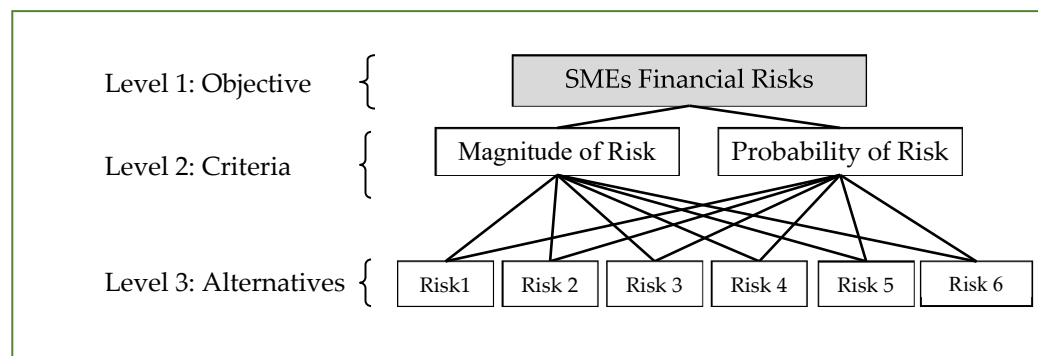 Level 1: Objective
SMEs Financial Risks
Level 2: Criteria
Magnitude of Risk
Probability of Risk
Level 3: Alternatives
Risk1
Risk 2
Risk 3
Risk 4
Risk 5
Risk 6